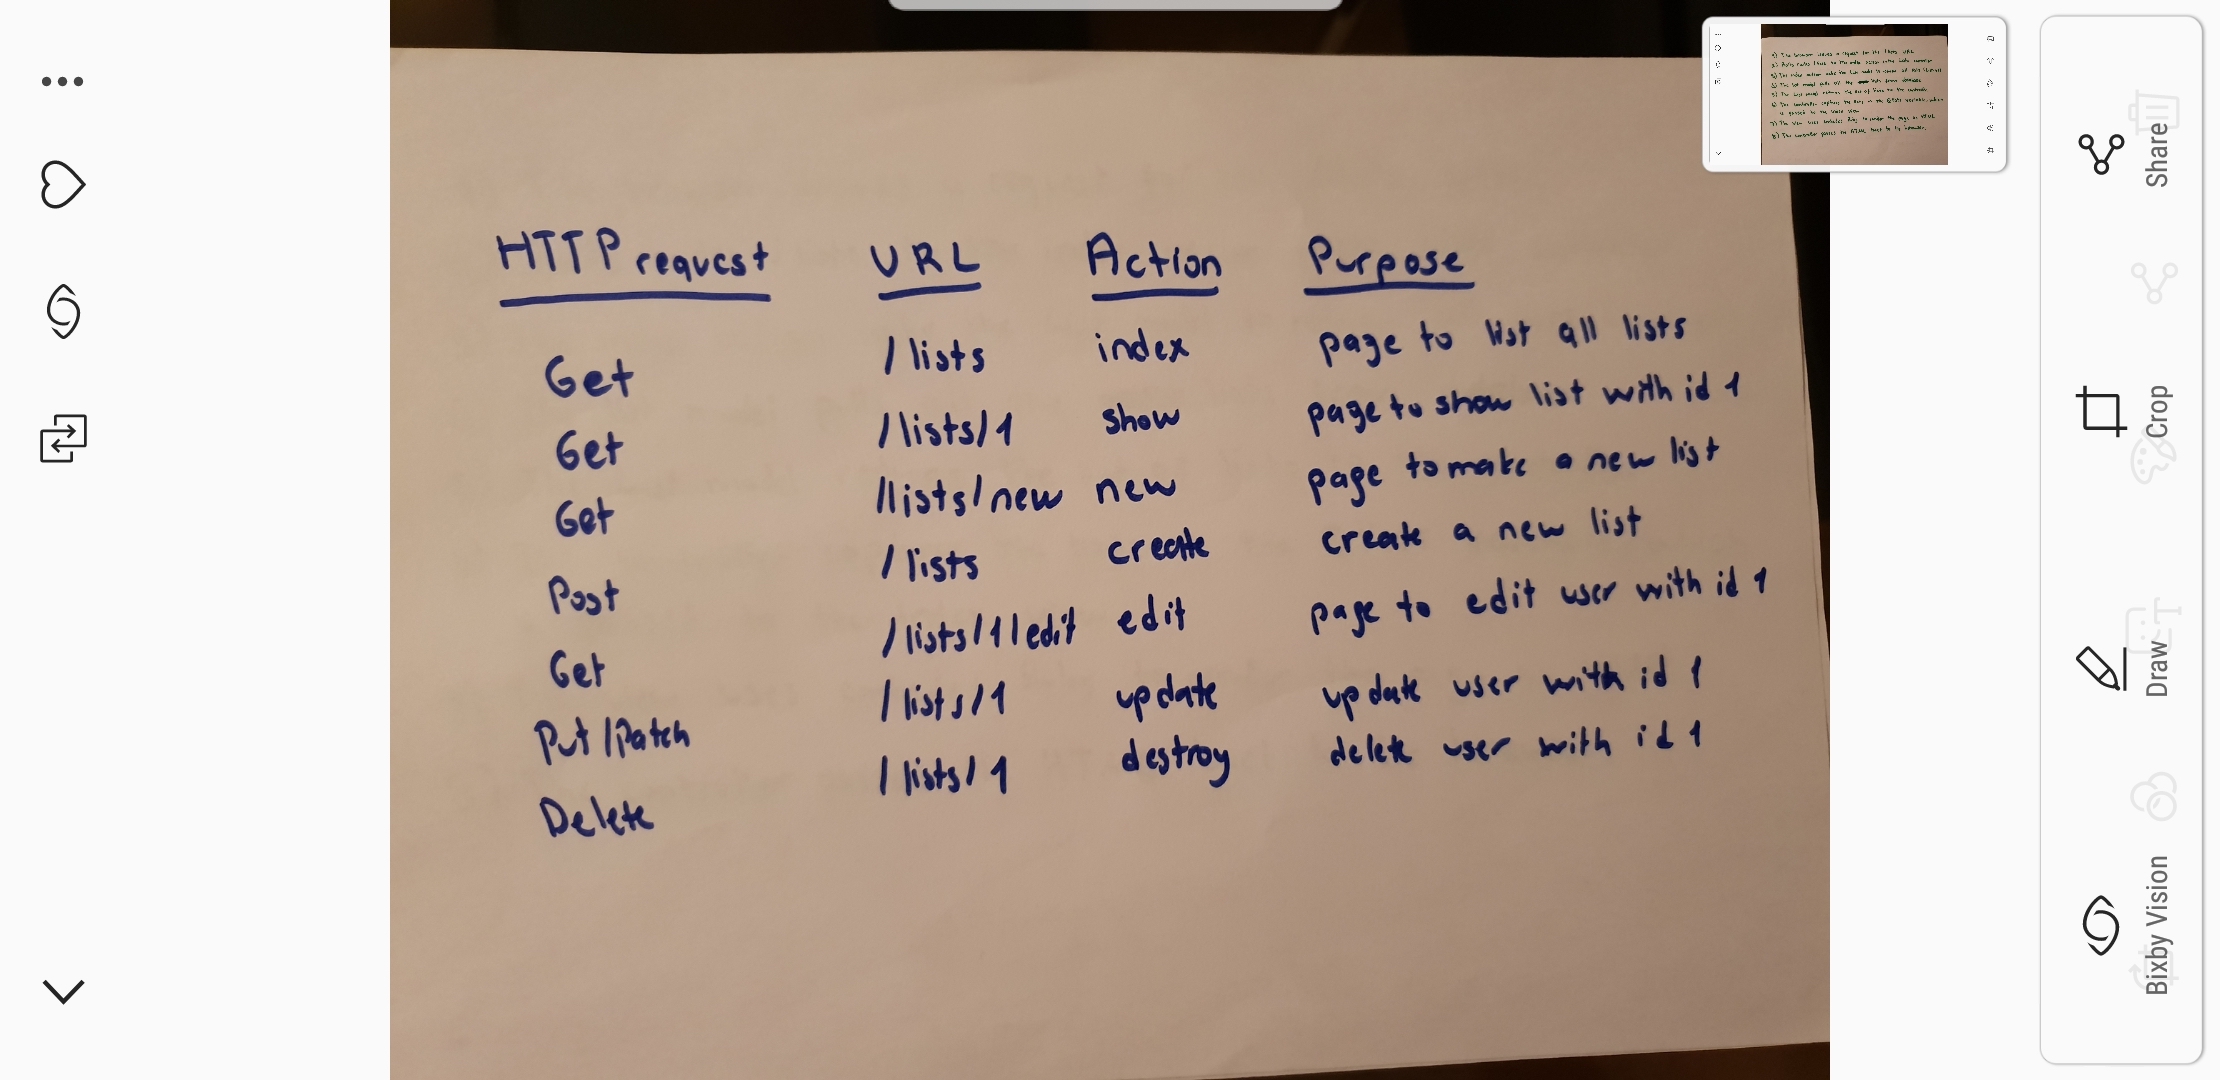 HTTP request URL Action Purpose
Get /lists index page to list all lists
Get /lists/1 show page to show list with id 1
Get /lists/new new page to make a new list
Post /lists create create a new list
Get /lists/1/edit edit page to edit user with id 1
Put/Patch /lists/1 update update user with id 1
Delete /lists/1 destroy delete user with id 1
Share
Crop
Draw
Bixby Vision